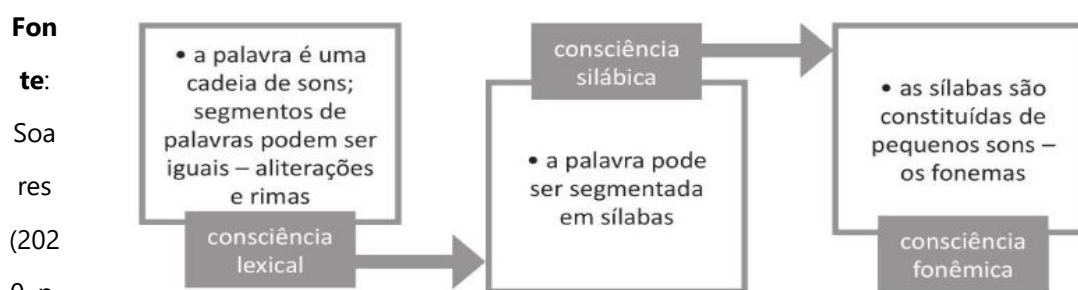 Fon
te:
Soa
res
(202
• a palavra é uma
cadeia de sons;
segmentos de
palavras podem ser
iguais – aliterações
e rimas
consciência
lexical
consciência
silábica
• a palavra pode
ser segmentada
em sílabas
• as sílabas são
constituídas de
pequenos sons –
os fonemas
consciência
fonêmica